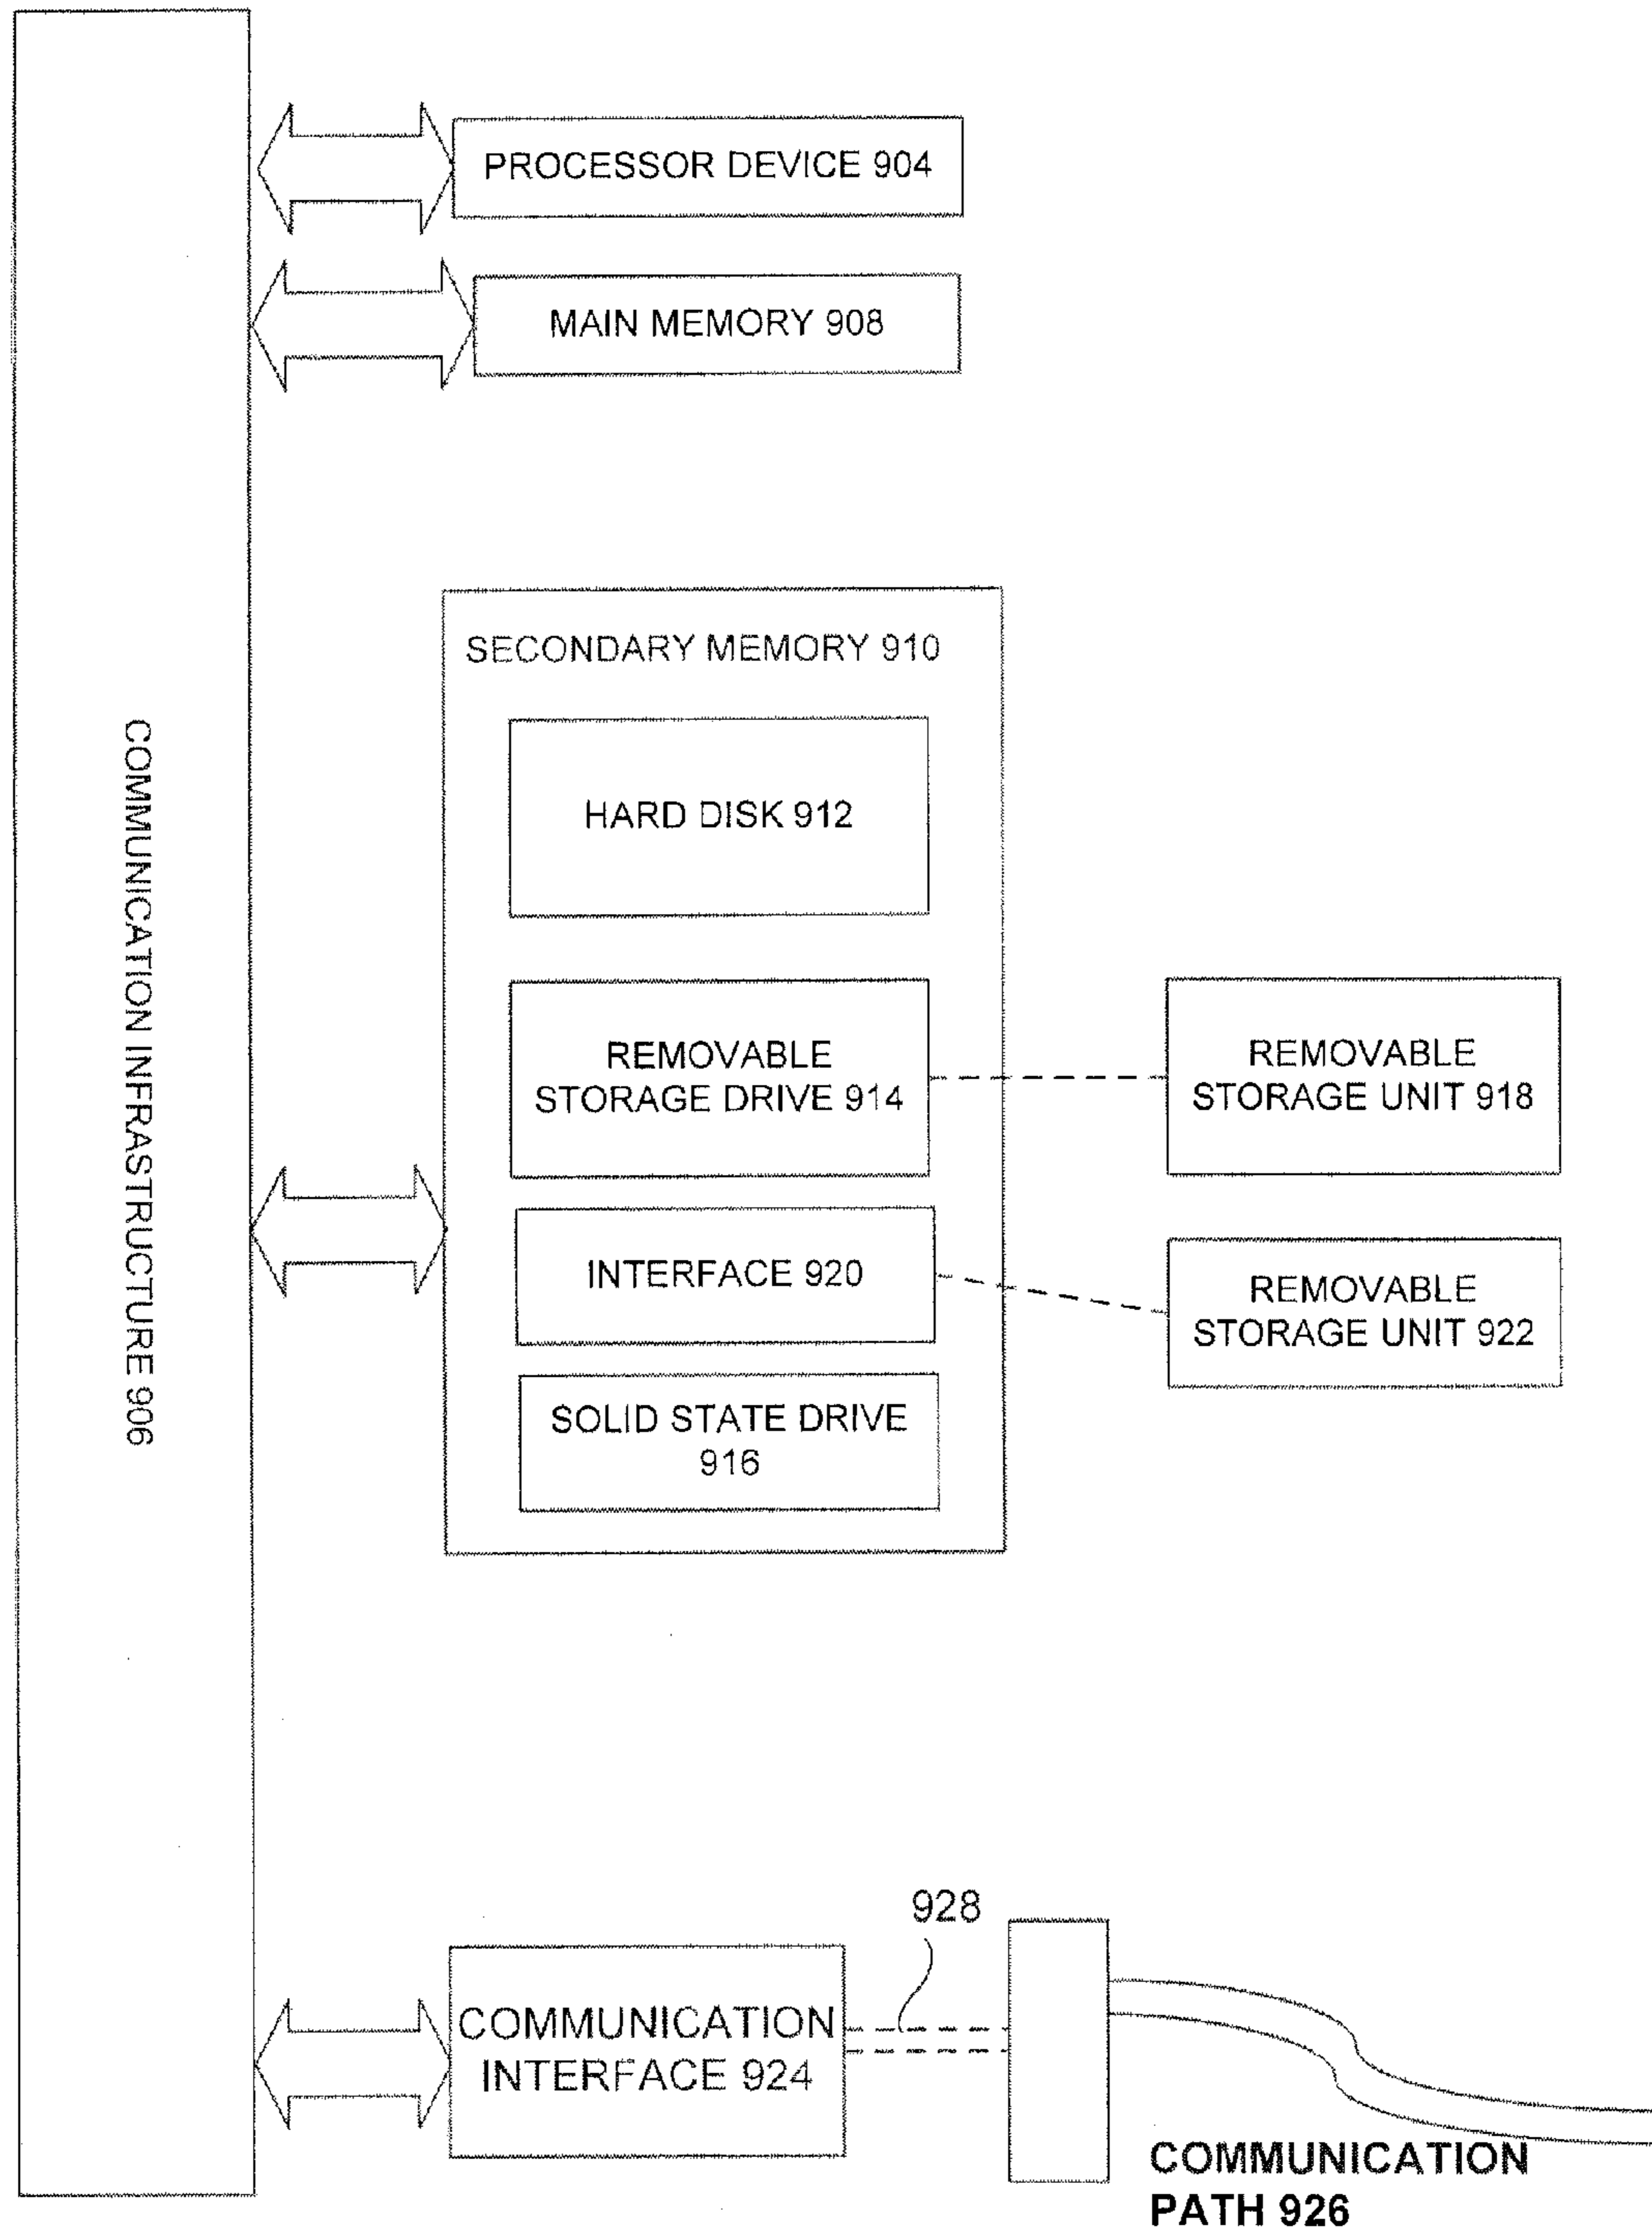 PROCESSOR DEVICE 904
MAIN MEMORY 908
COMMUNICATION INFRASTRUCTURE 906
SECONDARY MEMORY 910
HARD DISK 912
REMOVABLE
STORAGE DRIVE 914
REMOVABLE
STORAGE UNIT 918
INTERFACE 920
REMOVABLE
STORAGE UNIT 922
SOLID STATE DRIVE
916
928
COMMUNICATION
INTERFACE 924
COMMUNICATION
PATH 926